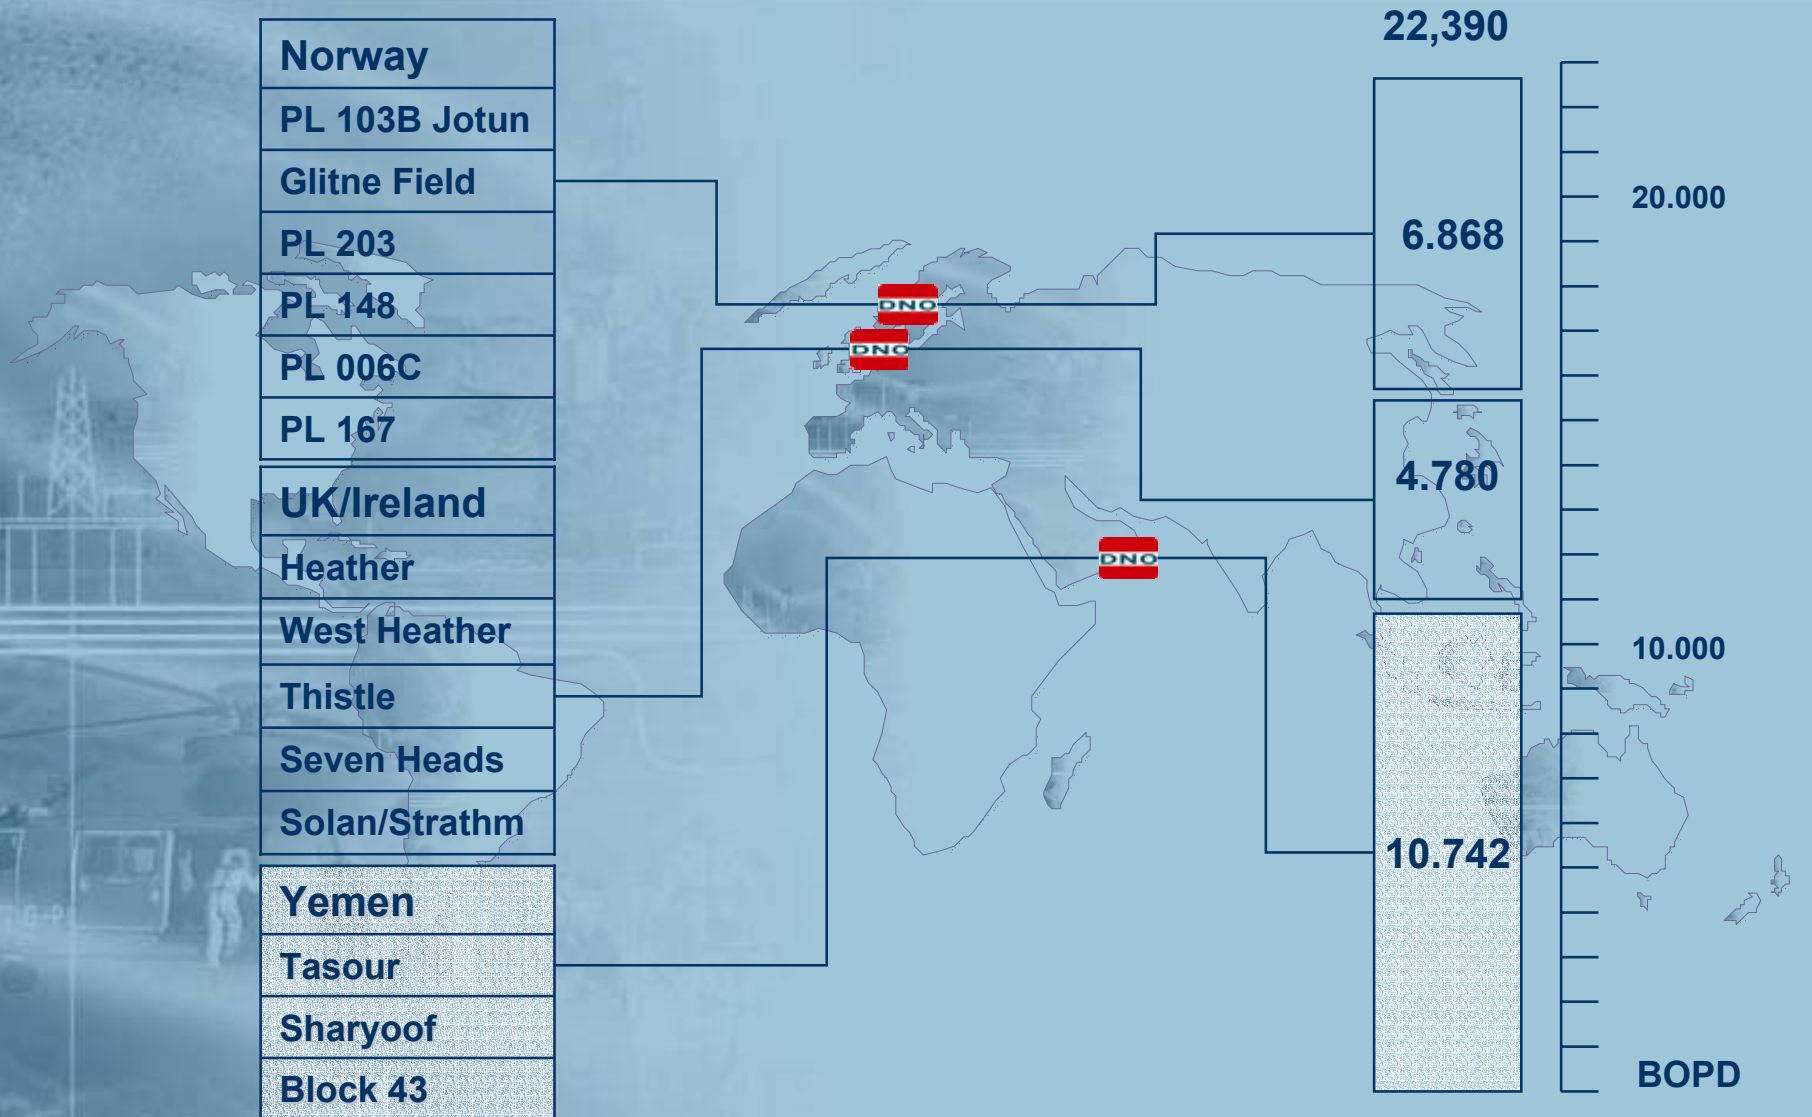 Norway
PL 103B Jotun
Glitne Field
PL 203
PL 148
PL 006C
PL 167
UK/Ireland
Heather
West Heather
Thistle
Seven Heads
Solan/Strathm
Yemen
Tasour
Sharyoof
Block 43
DNO
DNO
DNO
22,390
6.868
4.780
10.742
20.000
10.000
BOPD